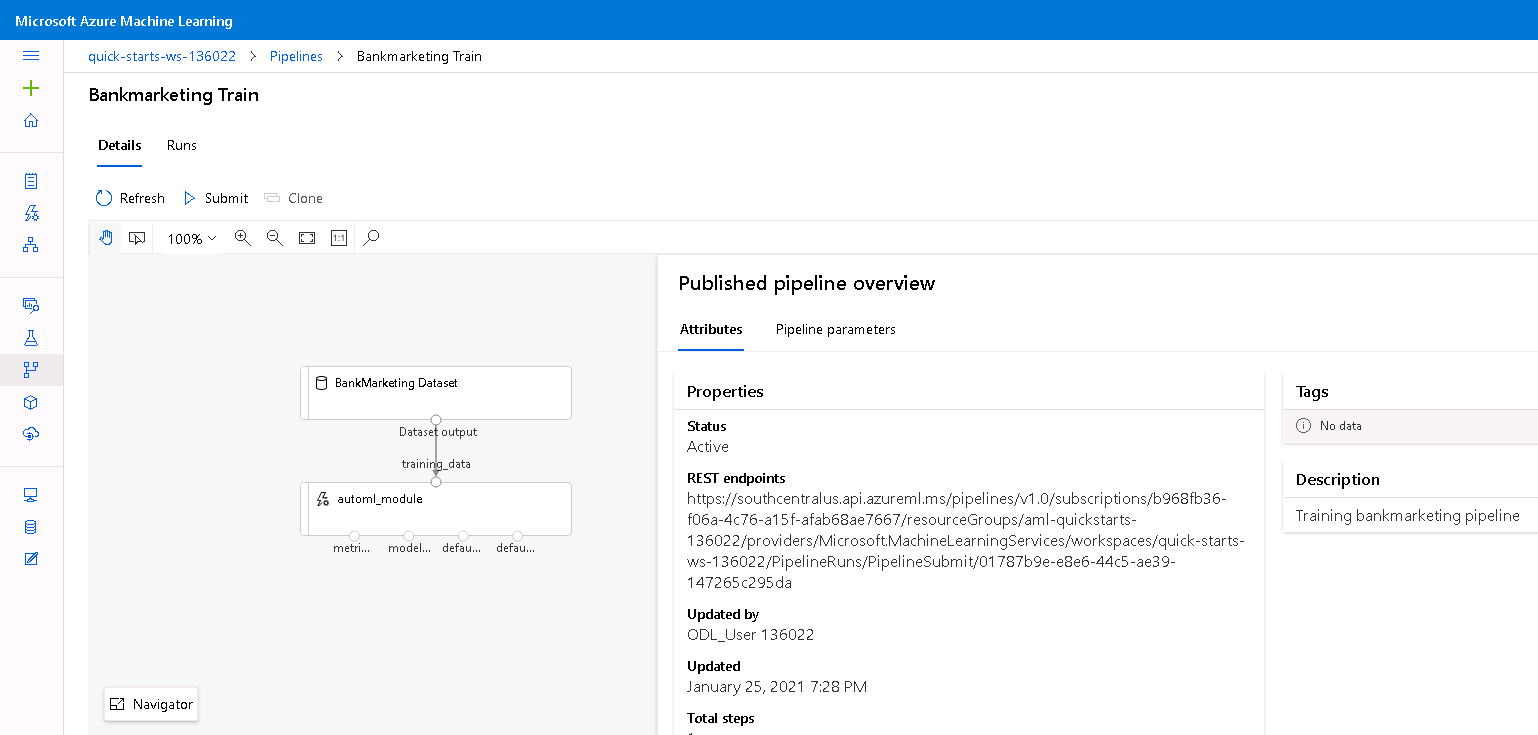 Microsoft Azure Machine Learning
quick-starts-ws-136022 > Pipelines > Bankmarketing Train
Bankmarketing Train
Details Runs
Refresh Submit Clone
100% 1:1
BankMarketing Dataset
Dataset output
training_data
automl_module
metri... model... defau... defau...
Navigator
Published pipeline overview
Attributes Pipeline parameters
Properties
Status
Active
REST endpoints
https://southcentralus.api.azureml.ms/pipelines/v1.0/subscriptions/b968fb36-
f06a-4c76-a15f-afab68ae7667/resourceGroups/aml-quickstarts-
136022/providers/Microsoft.MachineLearningServices/workspaces/quick-starts-
ws-136022/PipelineRuns/PipelineSubmit/01787b9e-e8e6-44c5-ae39-
147265c295da
Updated by
ODL_User 136022
Updated
January 25, 2021 7:28 PM
Total steps
Tags
No data
Description
Training bankmarketing pipeline